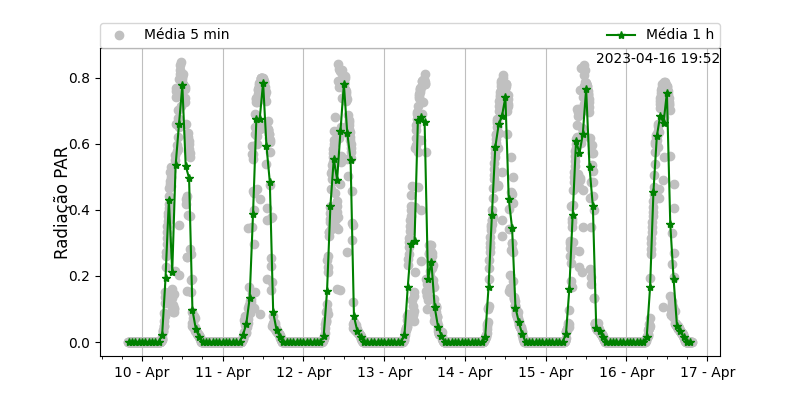 Média 5 min
Média 1 h
2023-04-16 19:52
Radiação PAR
0.8
0.6
0.4
0.2
0.0
10 - Apr
11 - Apr
12 - Apr
13 - Apr
14 - Apr
15 - Apr
16 - Apr
17 - Apr